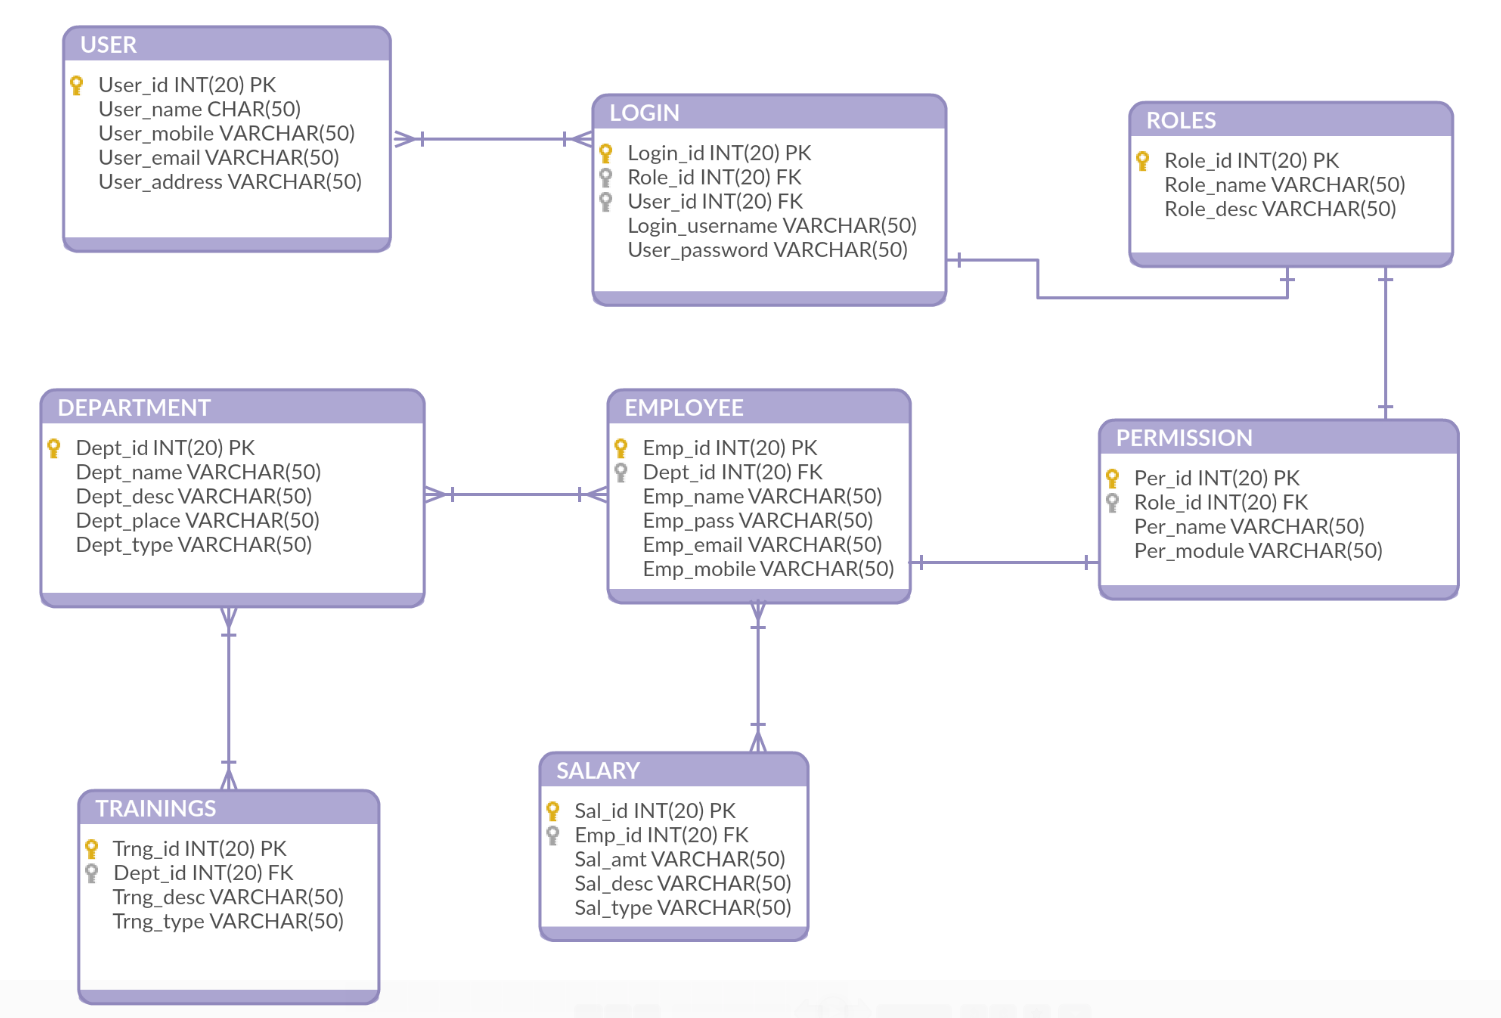 USER
User_id INT(20) PK
User_name CHAR(50)
User_mobile VARCHAR(50)
User_email VARCHAR(50)
User_address VARCHAR(50)
LOGIN
Login_id INT(20) PK
Role_id INT(20) FK
User_id INT(20) FK
Login_username VARCHAR(50)
User_password VARCHAR(50)
ROLES
Role_id INT(20) PK
Role_name VARCHAR(50)
Role_desc VARCHAR(50)
DEPARTMENT
Dept_id INT(20) PK
Dept_name VARCHAR(50)
Dept_desc VARCHAR(50)
Dept_place VARCHAR(50)
Dept_type VARCHAR(50)
EMPLOYEE
Emp_id INT(20) PK
Dept_id INT(20) FK
Emp_name VARCHAR(50)
Emp_pass VARCHAR(50)
Emp_email VARCHAR(50)
Emp_mobile VARCHAR(50)
PERMISSION
Per_id INT(20) PK
Role_id INT(20) FK
Per_name VARCHAR(50)
Per_module VARCHAR(50)
TRAININGS
Trng_id INT(20) PK
Dept_id INT(20) FK
Trng_desc VARCHAR(50)
Trng_type VARCHAR(50)
SALARY
Sal_id INT(20) PK
Emp_id INT(20) FK
Sal_amt VARCHAR(50)
Sal_desc VARCHAR(50)
Sal_type VARCHAR(50)